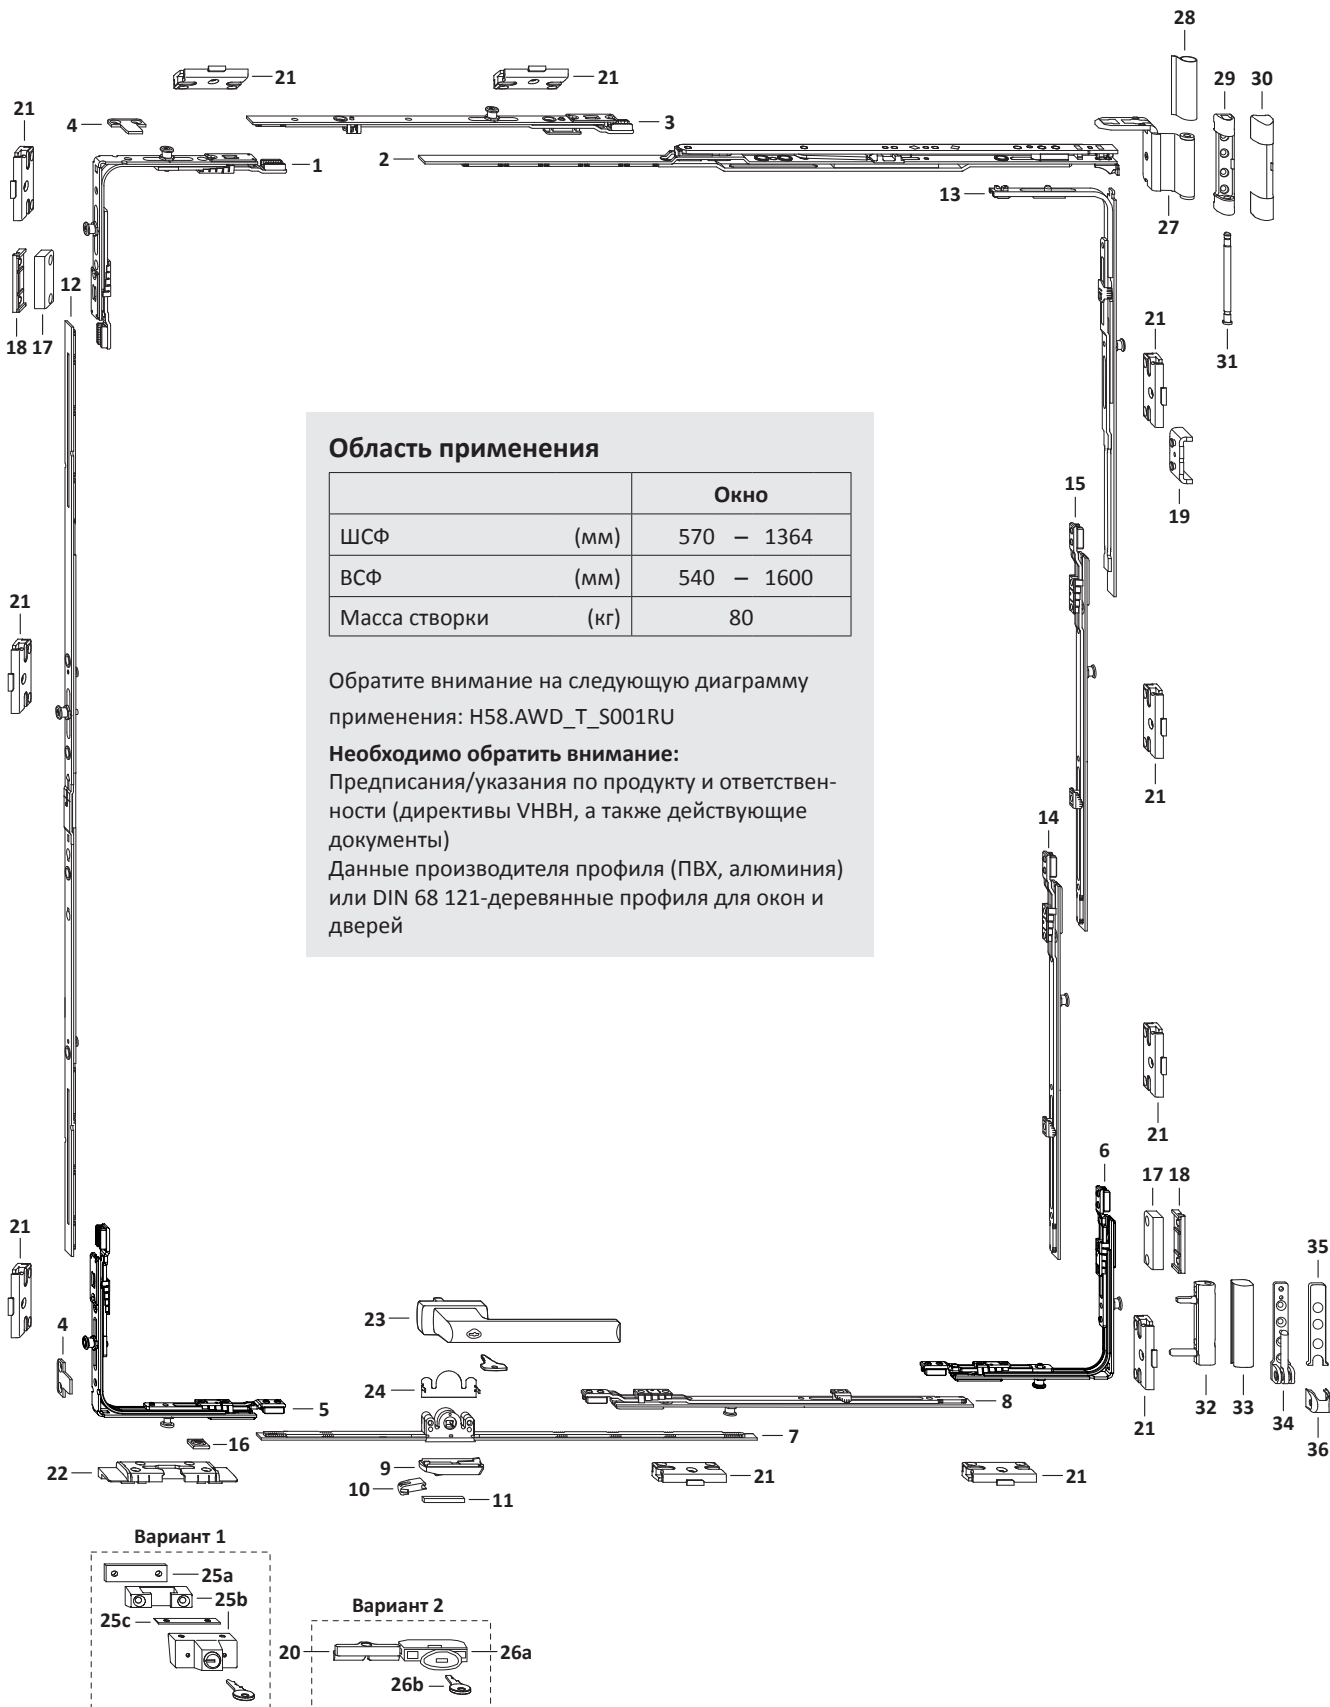 28
21
21
29 30
21
4
3
1
2
13
27
12
21
18 17
31
19
15
Область применения
Окно
ШСФ (мм) 570 – 1364
ВСФ (мм) 540 – 1600
Масса створки (кг) 80
Обратите внимание на следующую диаграмму
применения: H58.AWD_T_S001RU
Необходимо обратить внимание:
Предписания/указания по продукту и ответствен-
ности (директивы VHBH, а также действующие
документы)
Данные производителя профиля (ПВХ, алюминия)
или DIN 68 121-деревянные профиля для окон и
дверей
21
21
14
21
6
17 18
21
35
23
4
24
5
8
32 33 34
21
36
16
7
22
9
10
11
21
21
Вариант 1
25a
25b
25c
Вариант 2
20
26a
26b